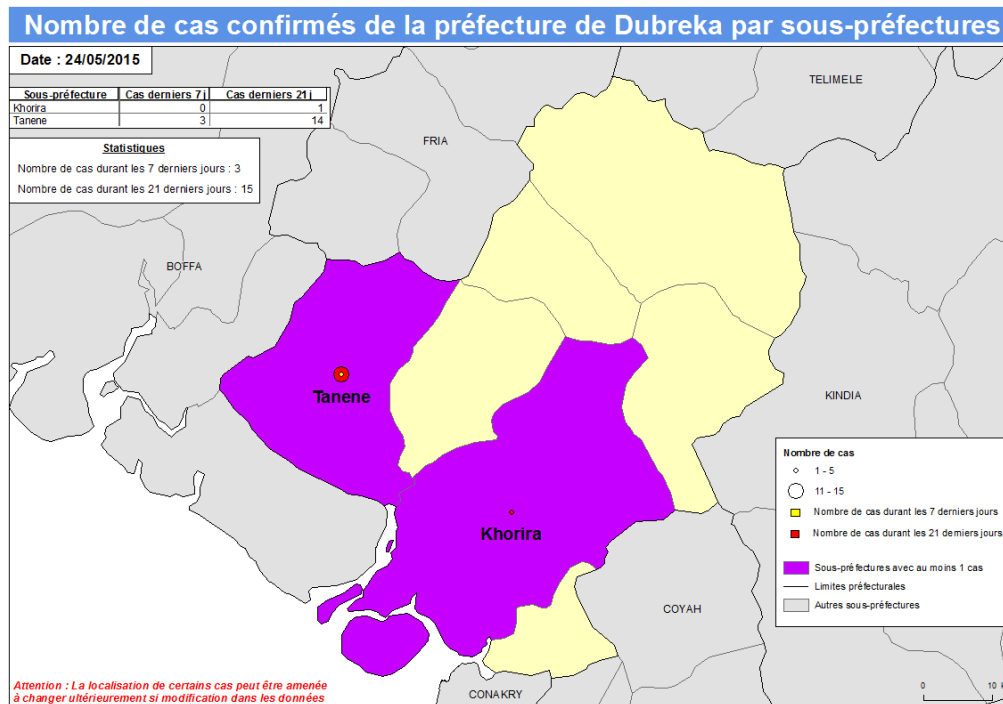 Nombre de cas confirmés de la préfecture de Dubreka par sous-préfectures
Date : 24/05/2015
Sous-préfecture Cas derniers 7 j Cas derniers 21 j
Khorira 0 1
Tanene 3 14
Statistiques
Nombre de cas durant les 7 derniers jours : 3
Nombre de cas durant les 21 derniers jours : 15
TELIMELE
FRIA
BOFFA
Tanene
KINDIA
Khorira
COYAH
CONAKRY
Nombre de cas
1 - 5
11 - 15
Nombre de cas durant les 7 derniers jours
Nombre de cas durant les 21 derniers jours
Sous-préfectures avec au moins 1 cas
Limites préfecturales
Autres sous-préfectures
0 10
Attention : La localisation de certains cas peut être amenée
à changer ultérieurement si modification dans les données